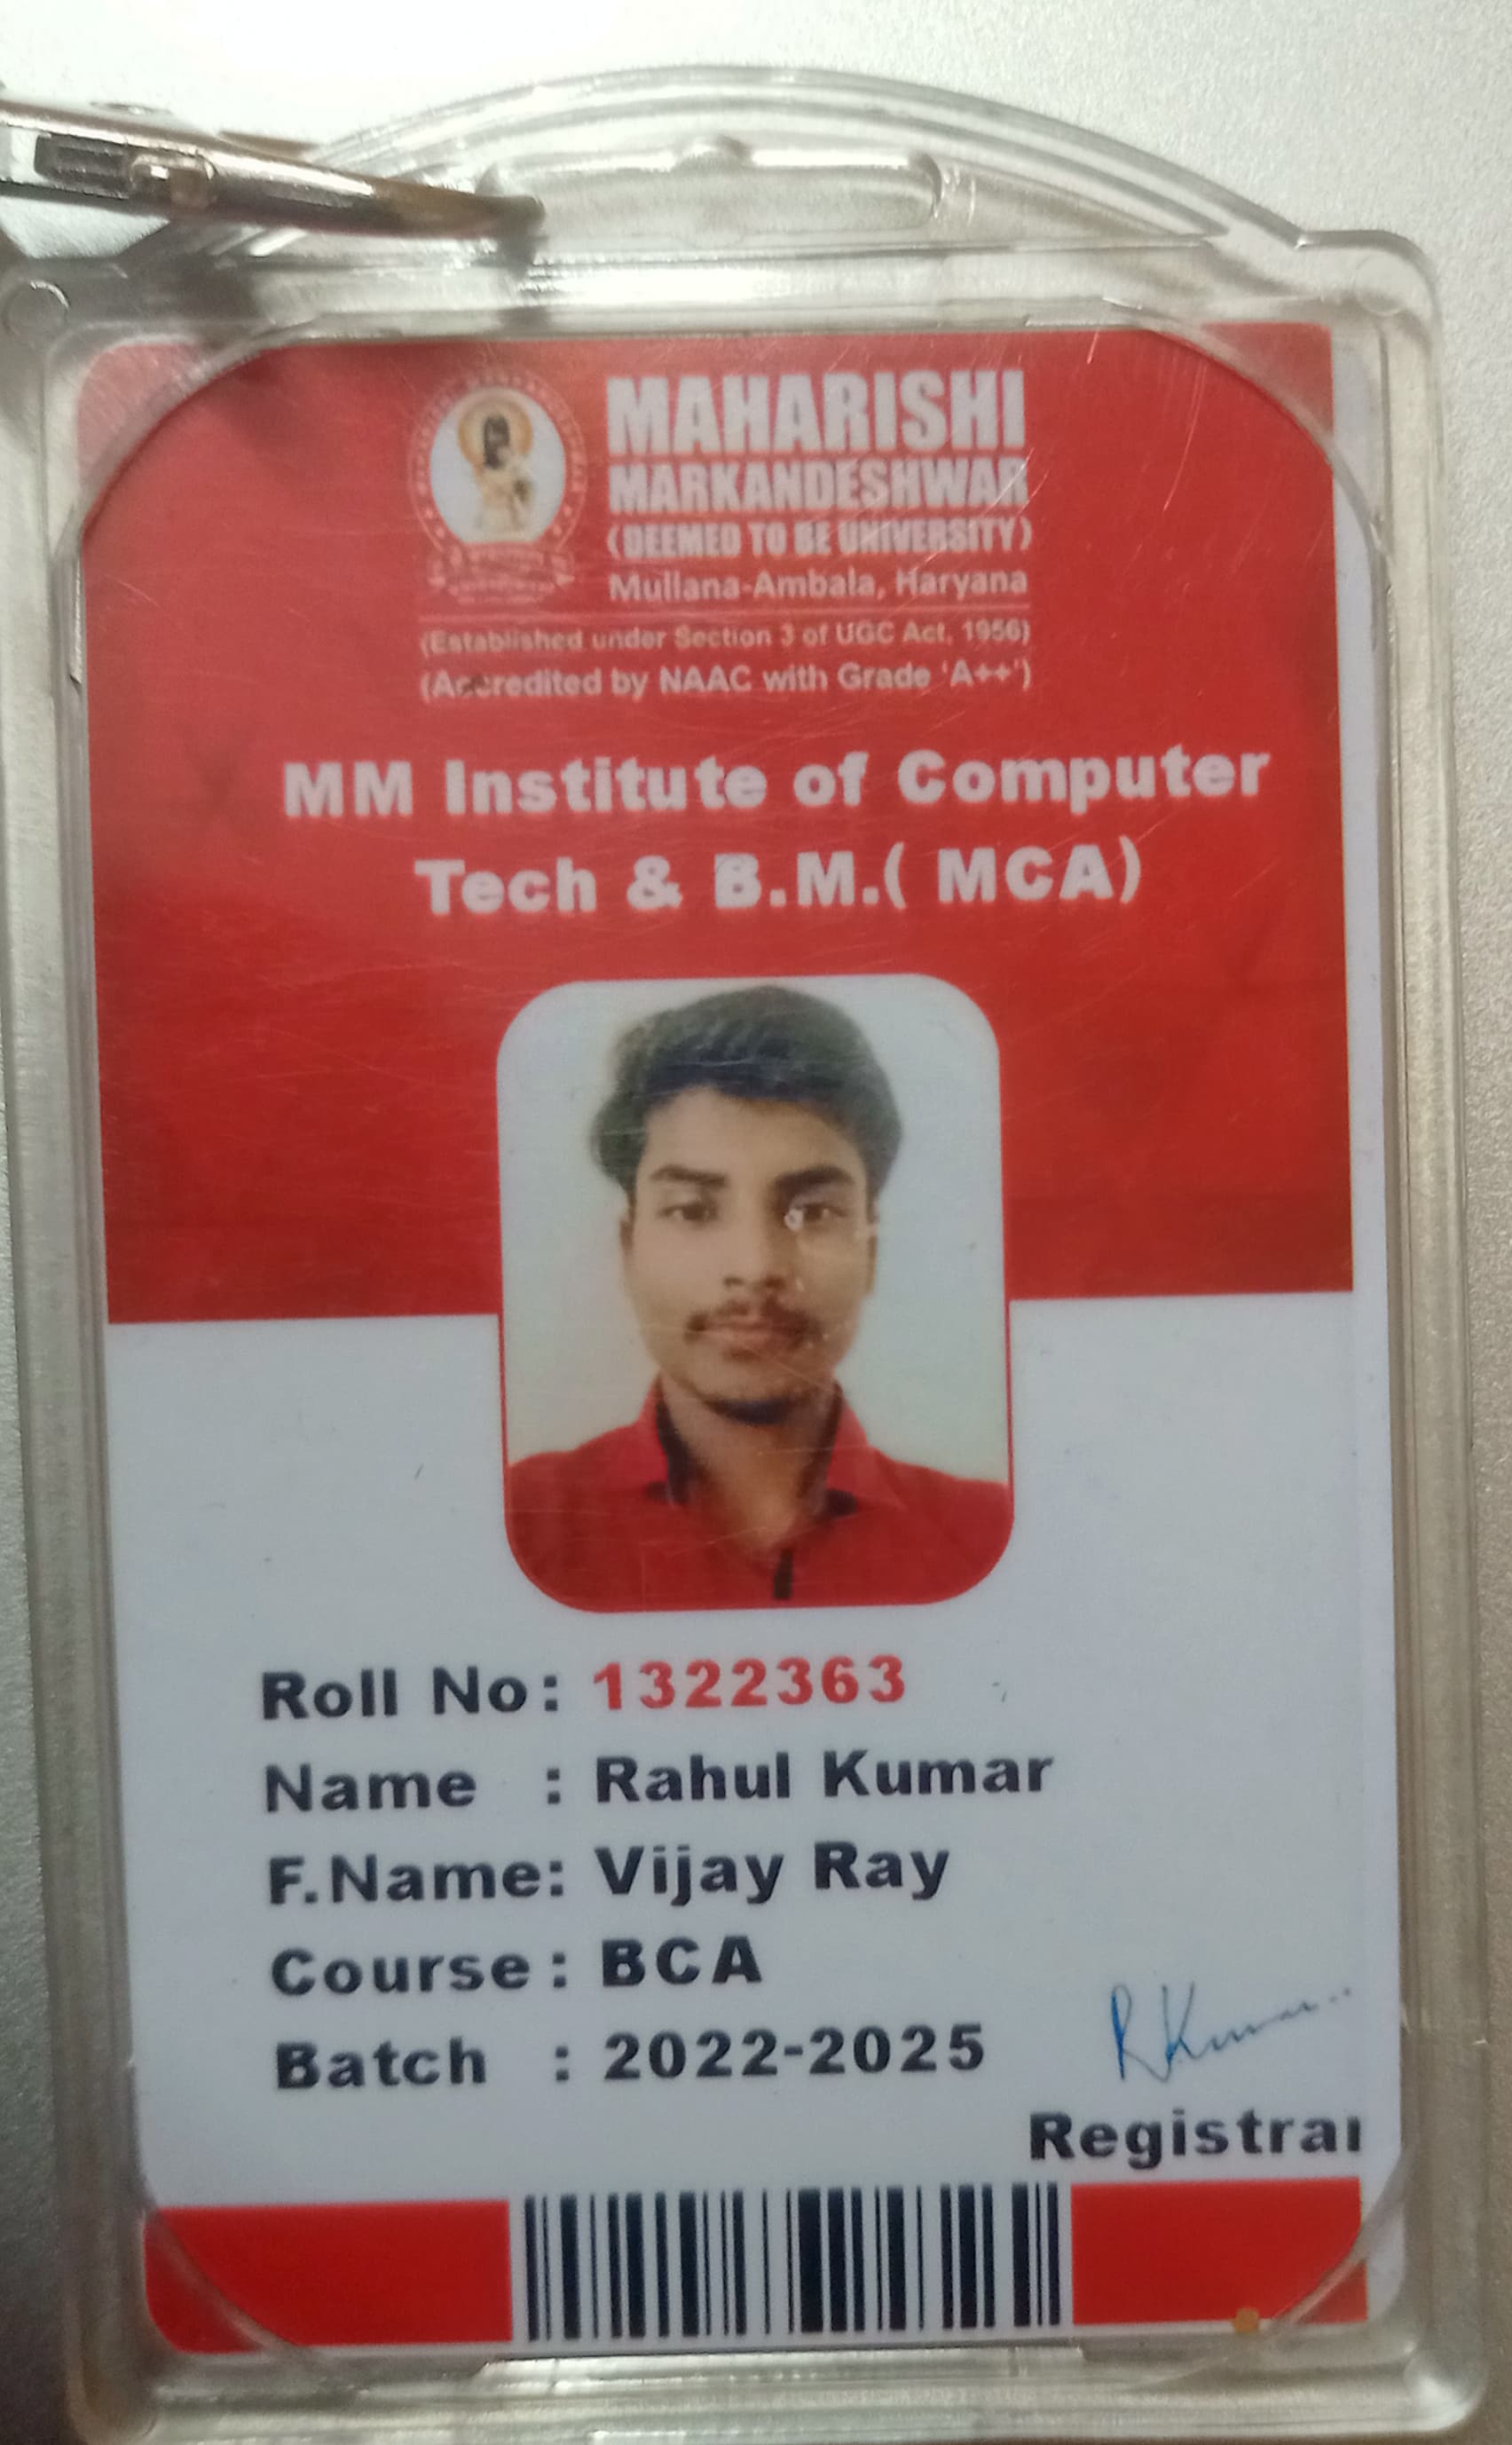 MAHARISHI
MARKANDESHWAR
(DEEMED TO BE UNIVERSITY)
Mullana-Ambala, Haryana
(Established under Section 3 of UGC Act, 1956)
(Accredited by NAAC with Grade 'A++')
MM Institute of Computer
Tech & B.M.( MCA)
Roll No: 1322363
Name : Rahul Kumar
F.Name: Vijay Ray
Course : BCA
Batch : 2022-2025
RKumar
Registrar